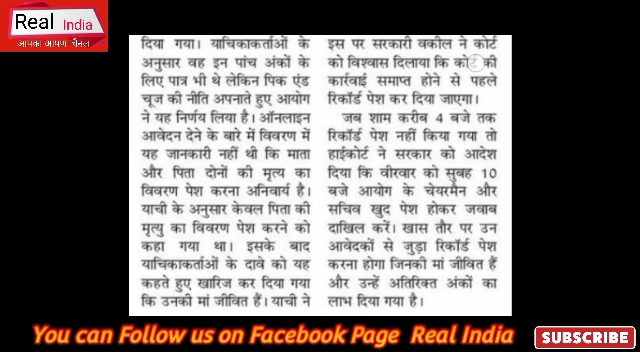 Real India
आपका अपना चैनल
दिया गया। याचिकाकर्ताओं के
अनुसार वह इन पांच अंकों के
लिए पात्र भी थे लेकिन पिक एंड
चूज की नीति अपनाते हुए आयोग
ने यह निर्णय लिया है। ऑनलाइन
आवेदन देने के बारे में विवरण में
यह जानकारी नहीं थी कि माता
और पिता दोनों की मृत्य का
विवरण पेश करना अनिवार्य है।
याची के अनुसार केवल पिता की
मृत्यु का विवरण पेश करने को
कहा गया था। इसके बाद
याचिकाकर्ताओं के दावे को यह
कहते हुए खारिज कर दिया गया
कि उनकी मां जीवित हैं। याची ने
इस पर सरकारी वकील ने कोर्ट
को विश्वास दिलाया कि कोर्ट की
कार्रवाई समाप्त होने से पहले
रिकॉर्ड पेश कर दिया जाएगा।
जब शाम करीब 4 बजे तक
रिकॉर्ड पेश नहीं किया गया तो
हाईकोर्ट ने सरकार को आदेश
दिया कि वीरवार को सुबह 10
बजे आयोग के चेयरमैन और
सचिव खुद पेश होकर जवाब
दाखिल करें। खास तौर पर उन
आवेदकों से जुड़ा रिकॉर्ड पेश
करना होगा जिनकी मां जीवित हैं
और उन्हें अतिरिक्त अंकों का
लाभ दिया गया है।
You can Follow us on Facebook Page Real India
SUBSCRIBE